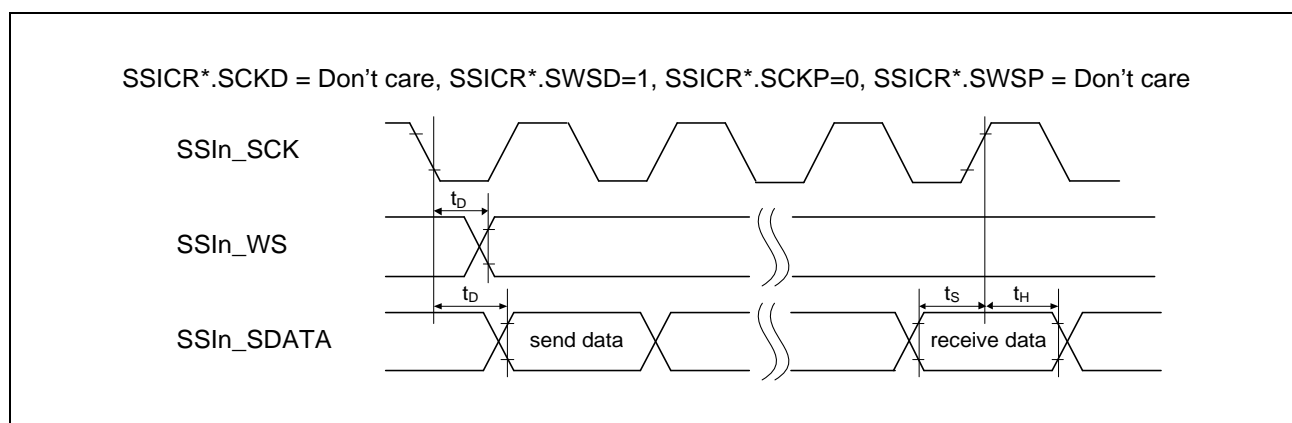 SSICR*.SCKD = Don't care, SSICR*.SWSD=1, SSICR*.SCKP=0, SSICR*.SWSP = Don't care
SSIn_SCK
tD
SSIn_WS
tD
tS
tH
SSIn_SDATA
send data
receive data